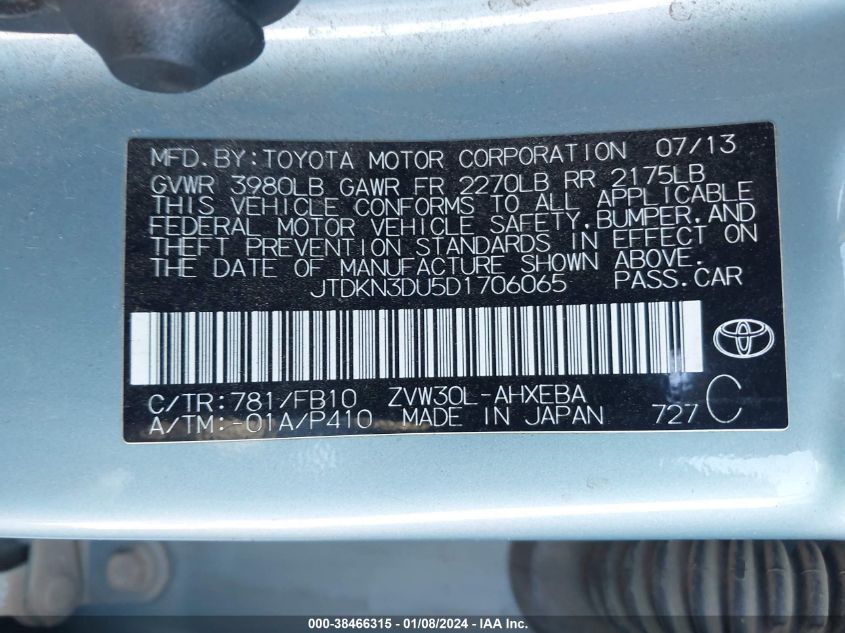 MFD.BY:TOYOTA MOTOR CORPORATION 07/13
GVWR 3980LB GAWR FR 2270LB RR 2175LB
THIS VEHICLE CONFORMS TO ALL APPLICABLE
FEDERAL MOTOR VEHICLE SAFETY,BUMPER,AND
THEFT PREVENTION STANDARDS IN EFFECT ON
THE DATE OF MANUFACTURE SHOWN ABOVE.
JTDKN3DU5D1706065 PASS.CAR
C/TR:781/FB10 ZVW30L-AHXEBA
A/TM:-01A/P410 MADE IN JAPAN 727 C
000-38466315 - 01/08/2024 - 1 - IAA, Inc.